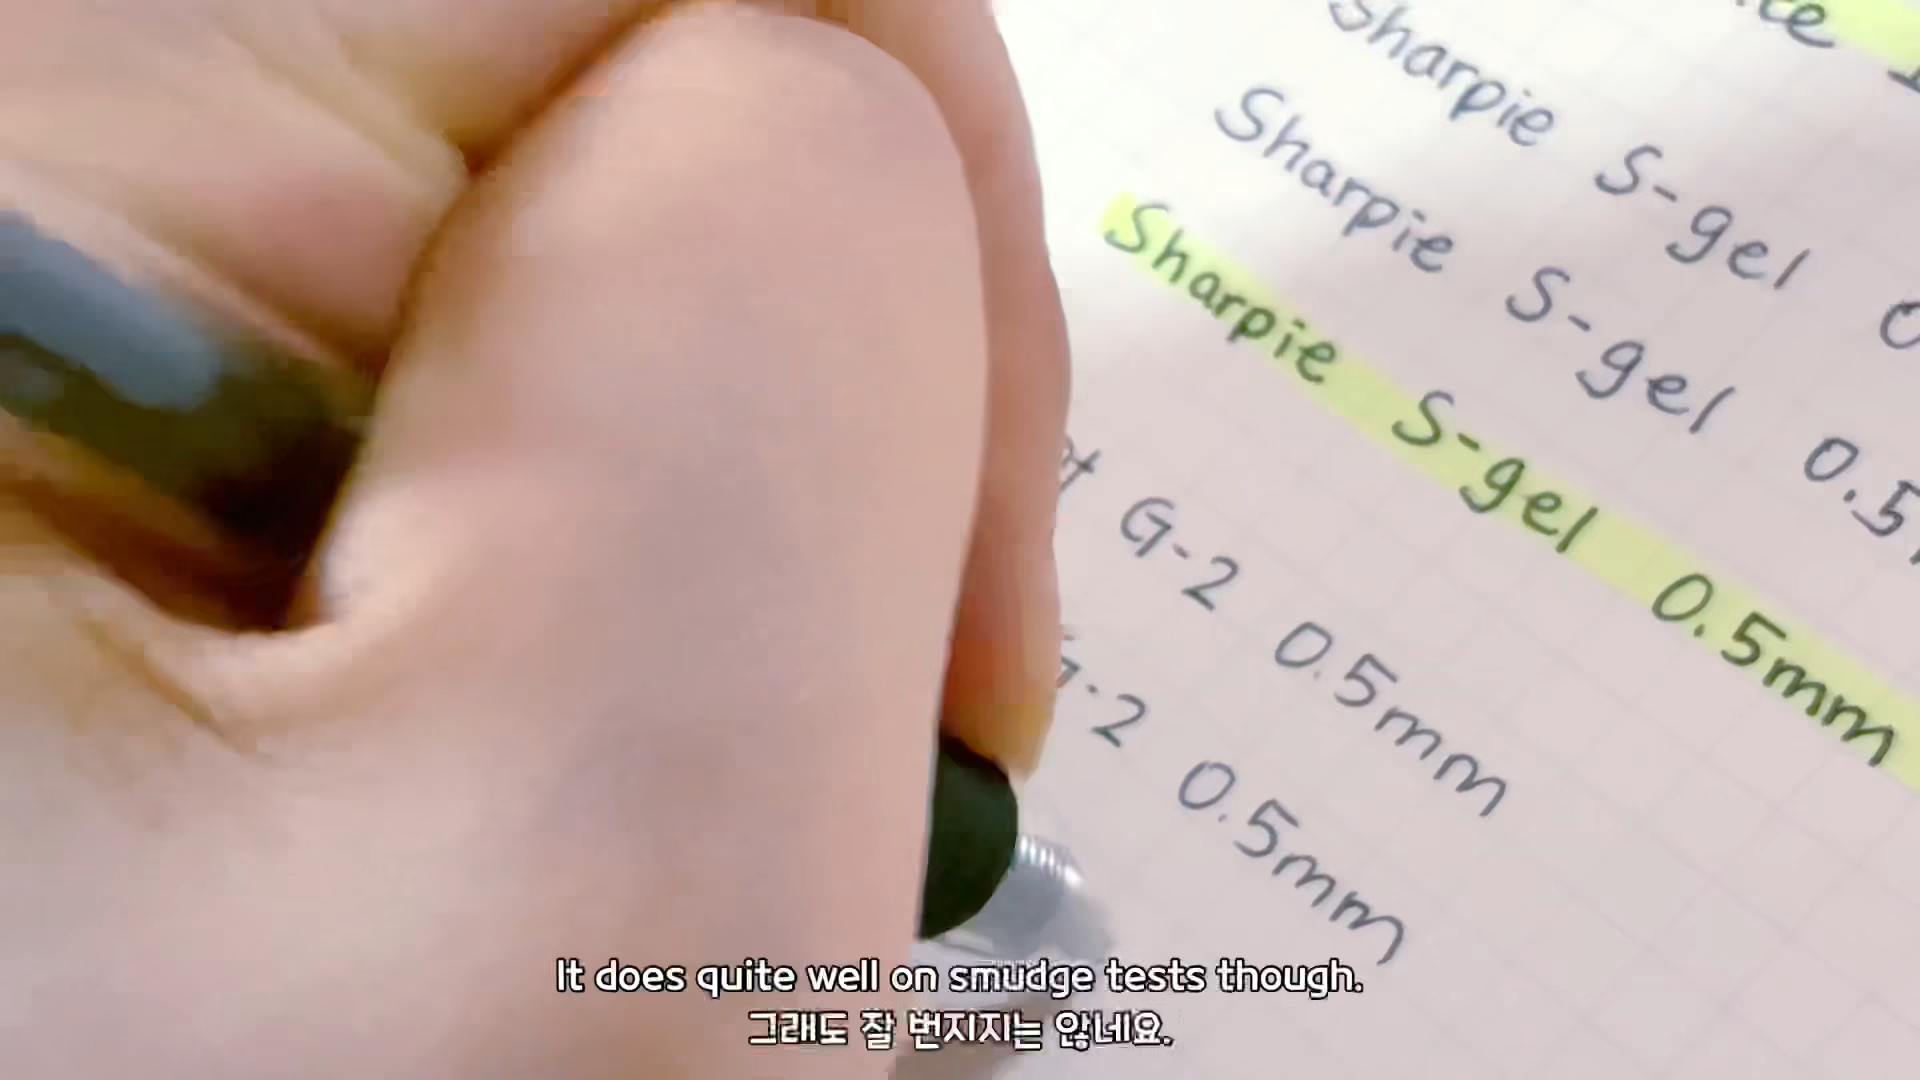 Sharpie S-gel
Sharpie S-gel 0.5
Sharpie S-gel 0.5mm
G-2 0.5mm
-2 0.5mm
It does quite well on smudge tests though.
그래도 잘 번지지는 않네요.